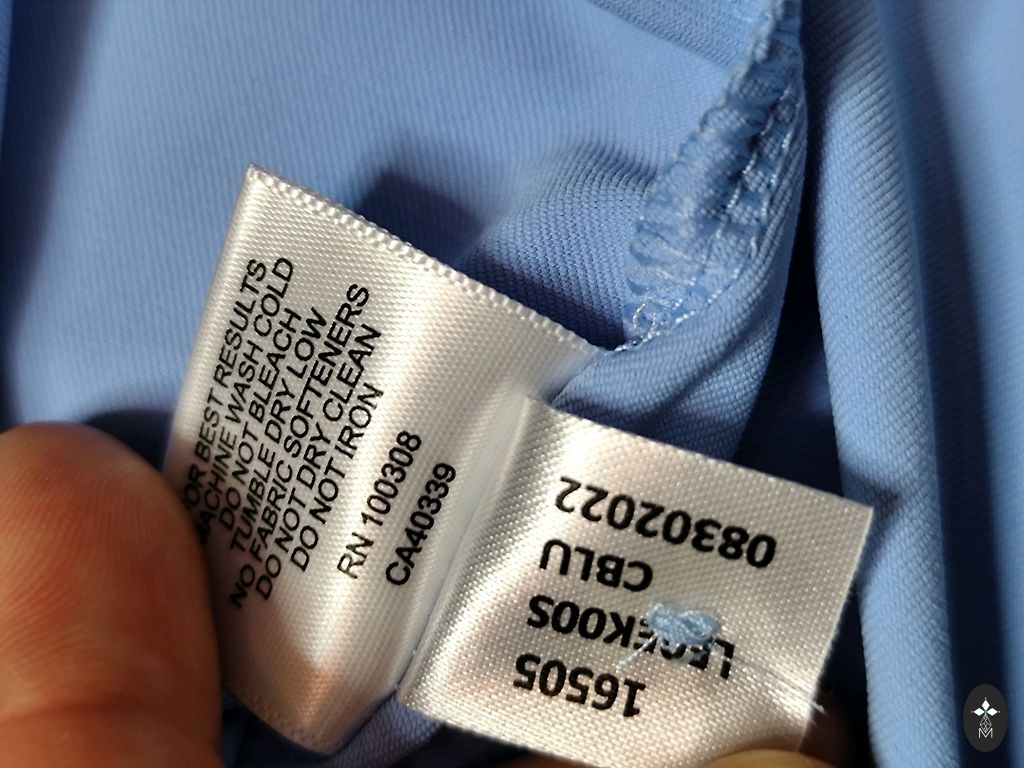 FOR BEST RESULTS
MACHINE WASH COLD
DO NOT BLEACH
TUMBLE DRY LOW
NO FABRIC SOFTENERS
DO NOT DRY CLEAN
DO NOT IRON
RN 100308
CA40339
16505
CBLU
08302022